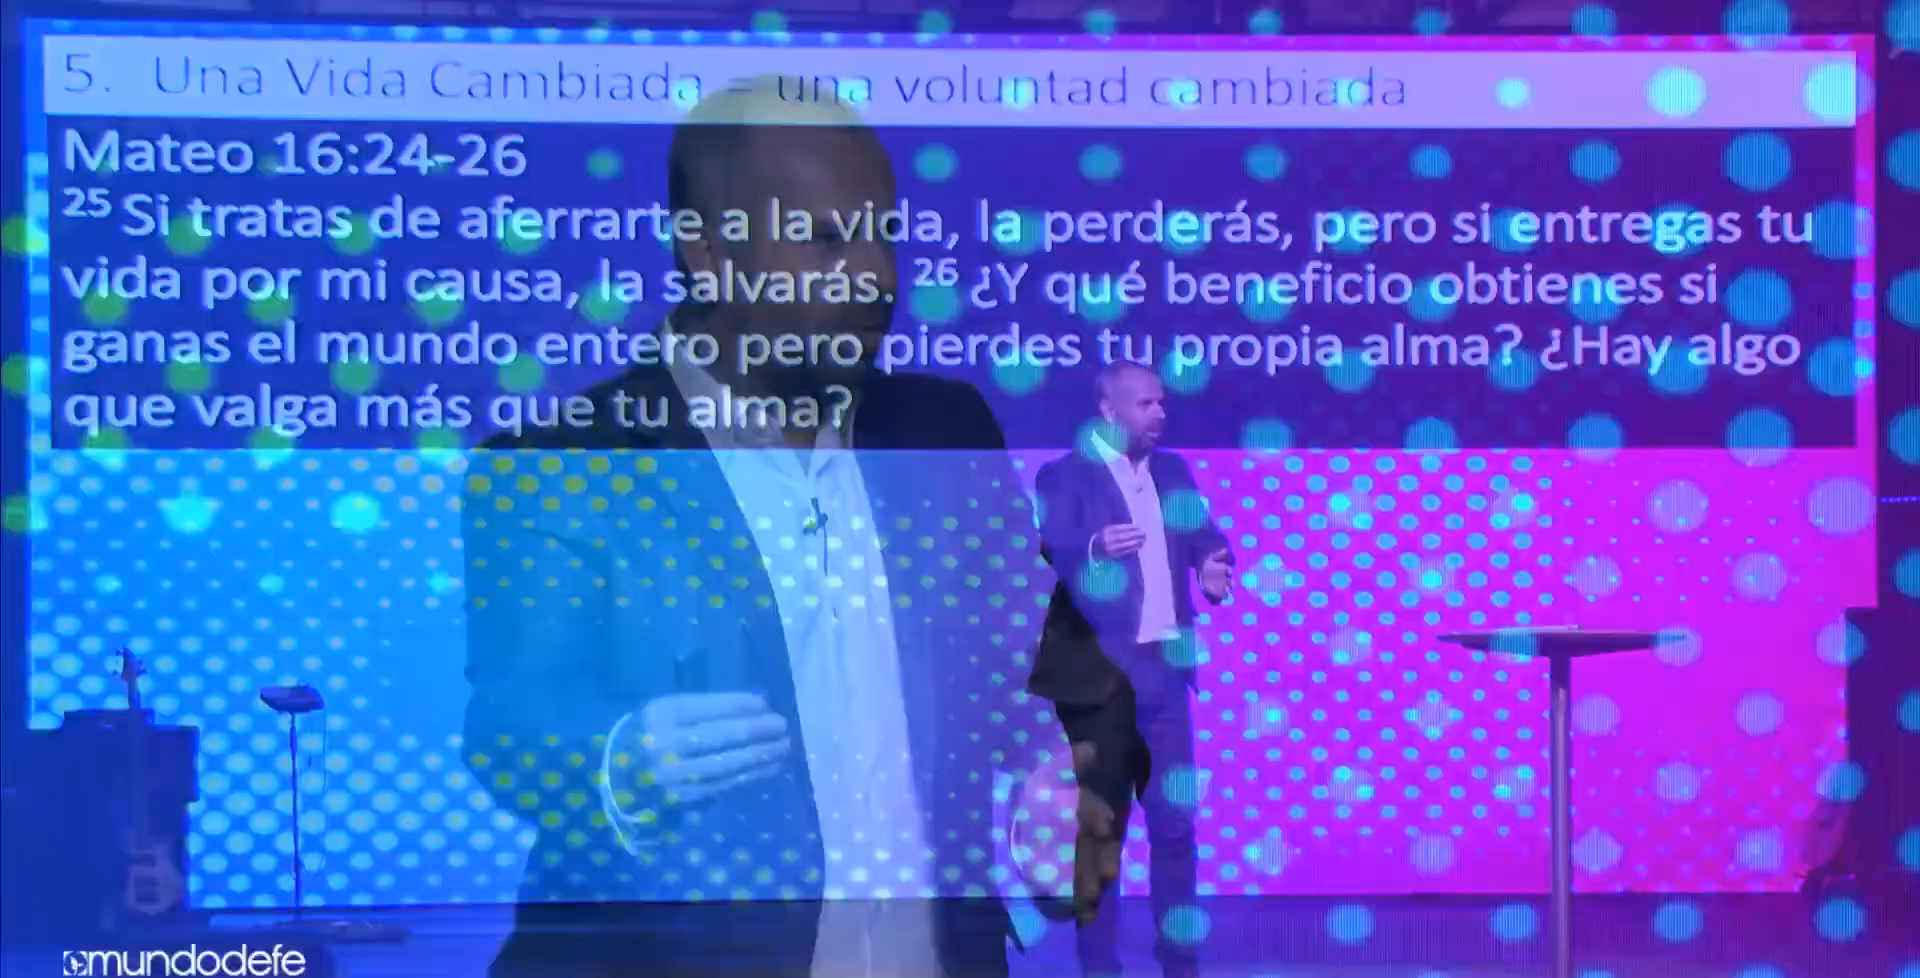 5. Una Vida Cambiada = una voluntad cambiada
Mateo 16:24-26
25 Si tratas de aferrarte a la vida, la perderás, pero si entregas tu
vida por mi causa, la salvarás. 26 ¿Y qué beneficio obtienes si
ganas el mundo entero pero pierdes tu propia alma? ¿Hay algo
que valga más que tu alma?
mundodefe